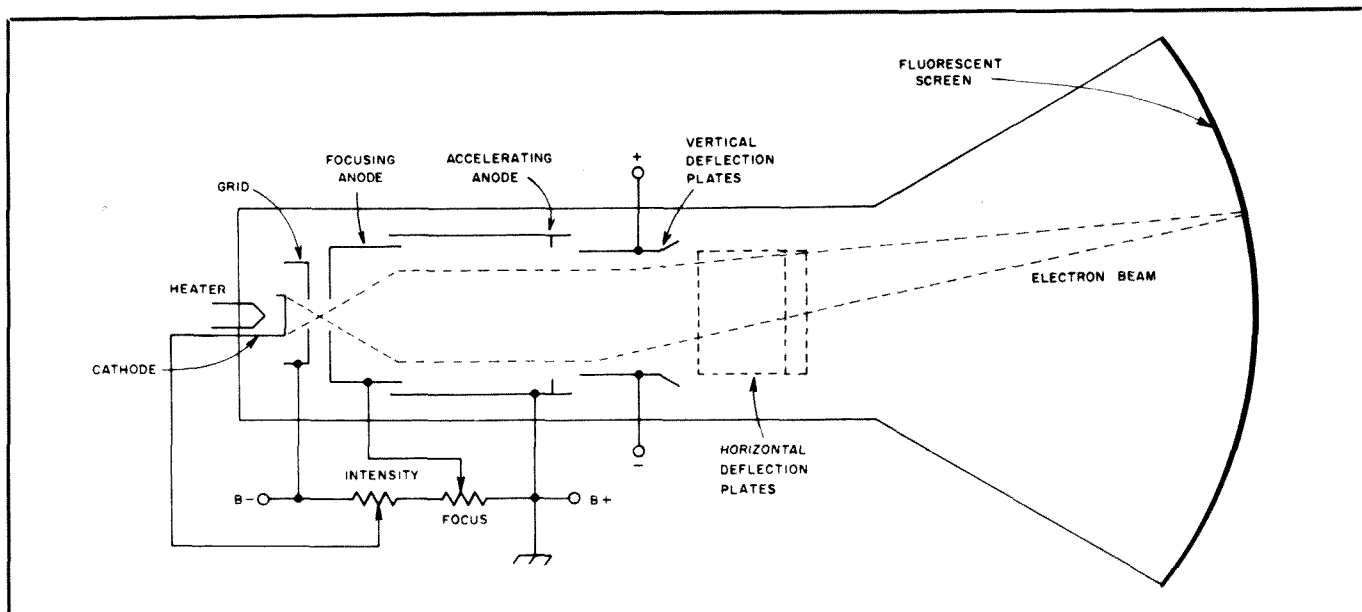 FLUORESCENT
SCREEN
VERTICAL
DEFLECTION
PLATES
+
ACCELERATING
ANODE
FOCUSING
ANODE
GRID
HEATER
ELECTRON BEAM
CATHODE
HORIZONTAL
DEFLECTION
PLATES
−
INTENSITY
B−
B+
FOCUS